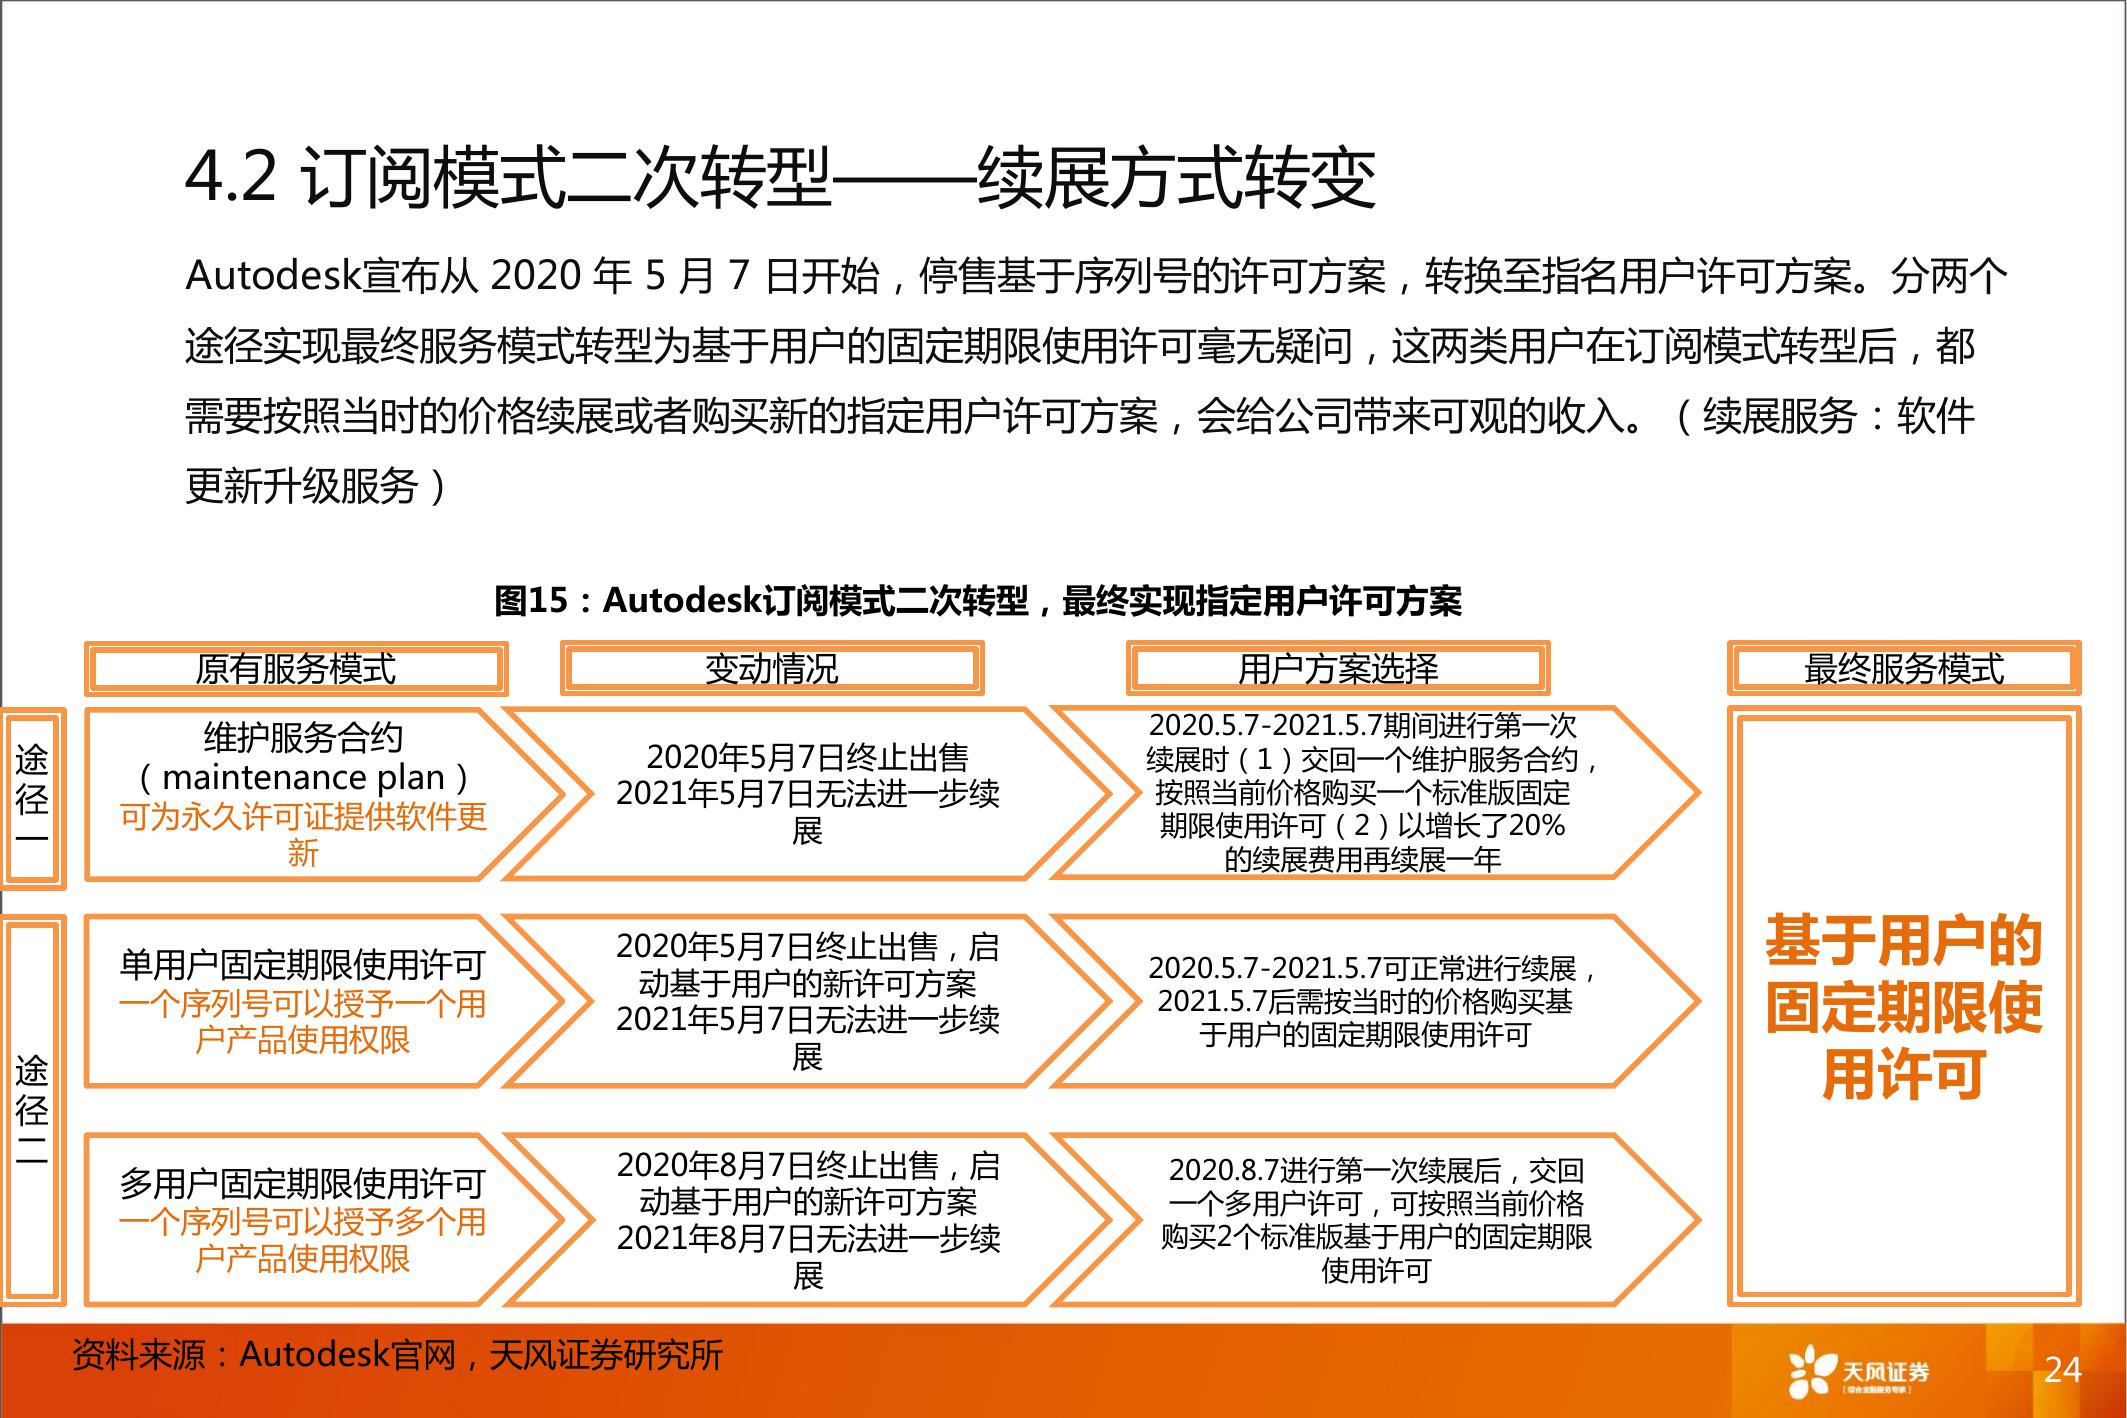 4.2 订阅模式二次转型——续展方式转变
Autodesk宣布从 2020 年 5 月 7 日开始，停售基于序列号的许可方案，转换至指名用户许可方案。分两个
途径实现最终服务模式转型为基于用户的固定期限使用许可毫无疑问，这两类用户在订阅模式转型后，都
需要按照当时的价格续展或者购买新的指定用户许可方案，会给公司带来可观的收入。（续展服务：软件
更新升级服务）
图15：Autodesk订阅模式二次转型，最终实现指定用户许可方案
原有服务模式
变动情况
用户方案选择
最终服务模式
途
径
一
维护服务合约
（maintenance plan）
可为永久许可证提供软件更
新
2020年5月7日终止出售
2021年5月7日无法进一步续
展
2020.5.7-2021.5.7期间进行第一次
续展时（1）交回一个维护服务合约，
按照当前价格购买一个标准版固定
期限使用许可（2）以增长了20%
的续展费用再续展一年
途
径
二
单用户固定期限使用许可
一个序列号可以授予一个用
户产品使用权限
2020年5月7日终止出售，启
动基于用户的新许可方案
2021年5月7日无法进一步续
展
2020.5.7-2021.5.7可正常进行续展，
2021.5.7后需按当时的价格购买基
于用户的固定期限使用许可
多用户固定期限使用许可
一个序列号可以授予多个用
户产品使用权限
2020年8月7日终止出售，启
动基于用户的新许可方案
2021年8月7日无法进一步续
展
2020.8.7进行第一次续展后，交回
一个多用户许可，可按照当前价格
购买2个标准版基于用户的固定期限
使用许可
基于用户的
固定期限使
用许可
资料来源：Autodesk官网，天风证券研究所
天风证券
[综合金融服务专家]
24